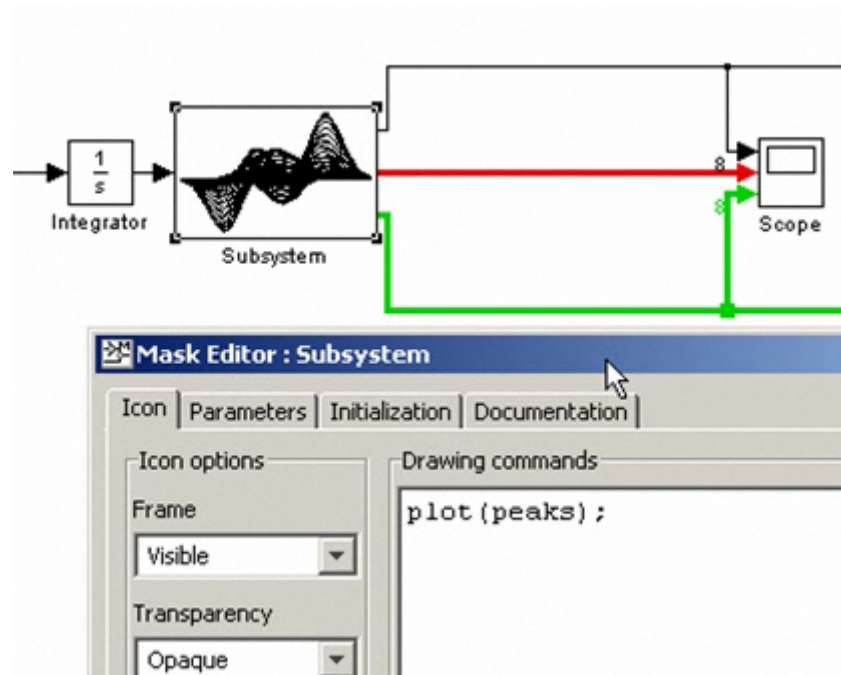 1
s
Integrator
Subsystem
8
8
Scope
Mask Editor : Subsystem
Icon Parameters Initialization Documentation
Icon options
Drawing commands
Frame
plot(peaks);
Visible
Transparency
Opaque